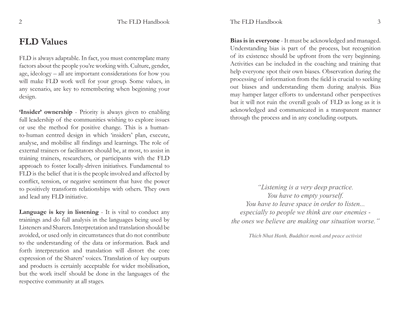 2
The FLD Handbook
FLD Values
FLD is always adaptable. In fact, you must contemplate many
factors about the people you're working with. Culture, gender,
age, ideology – all are important considerations for how you
will make FLD work well for your group. Some values, in
any scenario, are key to remembering when beginning your
design.
'Insider' ownership - Priority is always given to enabling
full leadership of the communities wishing to explore issues
or use the method for positive change. This is a human-
to-human centred design in which 'insiders' plan, execute,
analyse, and mobilise all findings and learnings. The role of
external trainers or facilitators should be, at most, to assist in
training trainers, researchers, or participants with the FLD
approach to foster locally-driven initiatives. Fundamental to
FLD is the belief that it is the people involved and affected by
conflict, tension, or negative sentiment that have the power
to positively transform relationships with others. They own
and lead any FLD initiative.
Language is key in listening - It is vital to conduct any
trainings and do full analysis in the languages being used by
Listeners and Sharers. Interpretation and translation should be
avoided, or used only in circumstances that do not contribute
to the understanding of the data or information. Back and
forth interpretation and translation will distort the core
expression of the Sharers' voices. Translation of key outputs
and products is certainly acceptable for wider mobilisation,
but the work itself should be done in the languages of the
respective community at all stages.
The FLD Handbook
3
Bias is in everyone - It must be acknowledged and managed.
Understanding bias is part of the process, but recognition
of its existence should be upfront from the very beginning.
Activities can be included in the coaching and training that
help everyone spot their own biases. Observation during the
processing of information from the field is crucial to seeking
out biases and understanding them during analysis. Bias
may hamper larger efforts to understand other perspectives
but it will not ruin the overall goals of FLD as long as it is
acknowledged and communicated in a transparent manner
through the process and in any concluding outputs.
"Listening is a very deep practice.
You have to empty yourself.
You have to leave space in order to listen...
especially to people we think are our enemies -
the ones we believe are making our situation worse."
Thich Nhat Hanh, Buddhist monk and peace activist